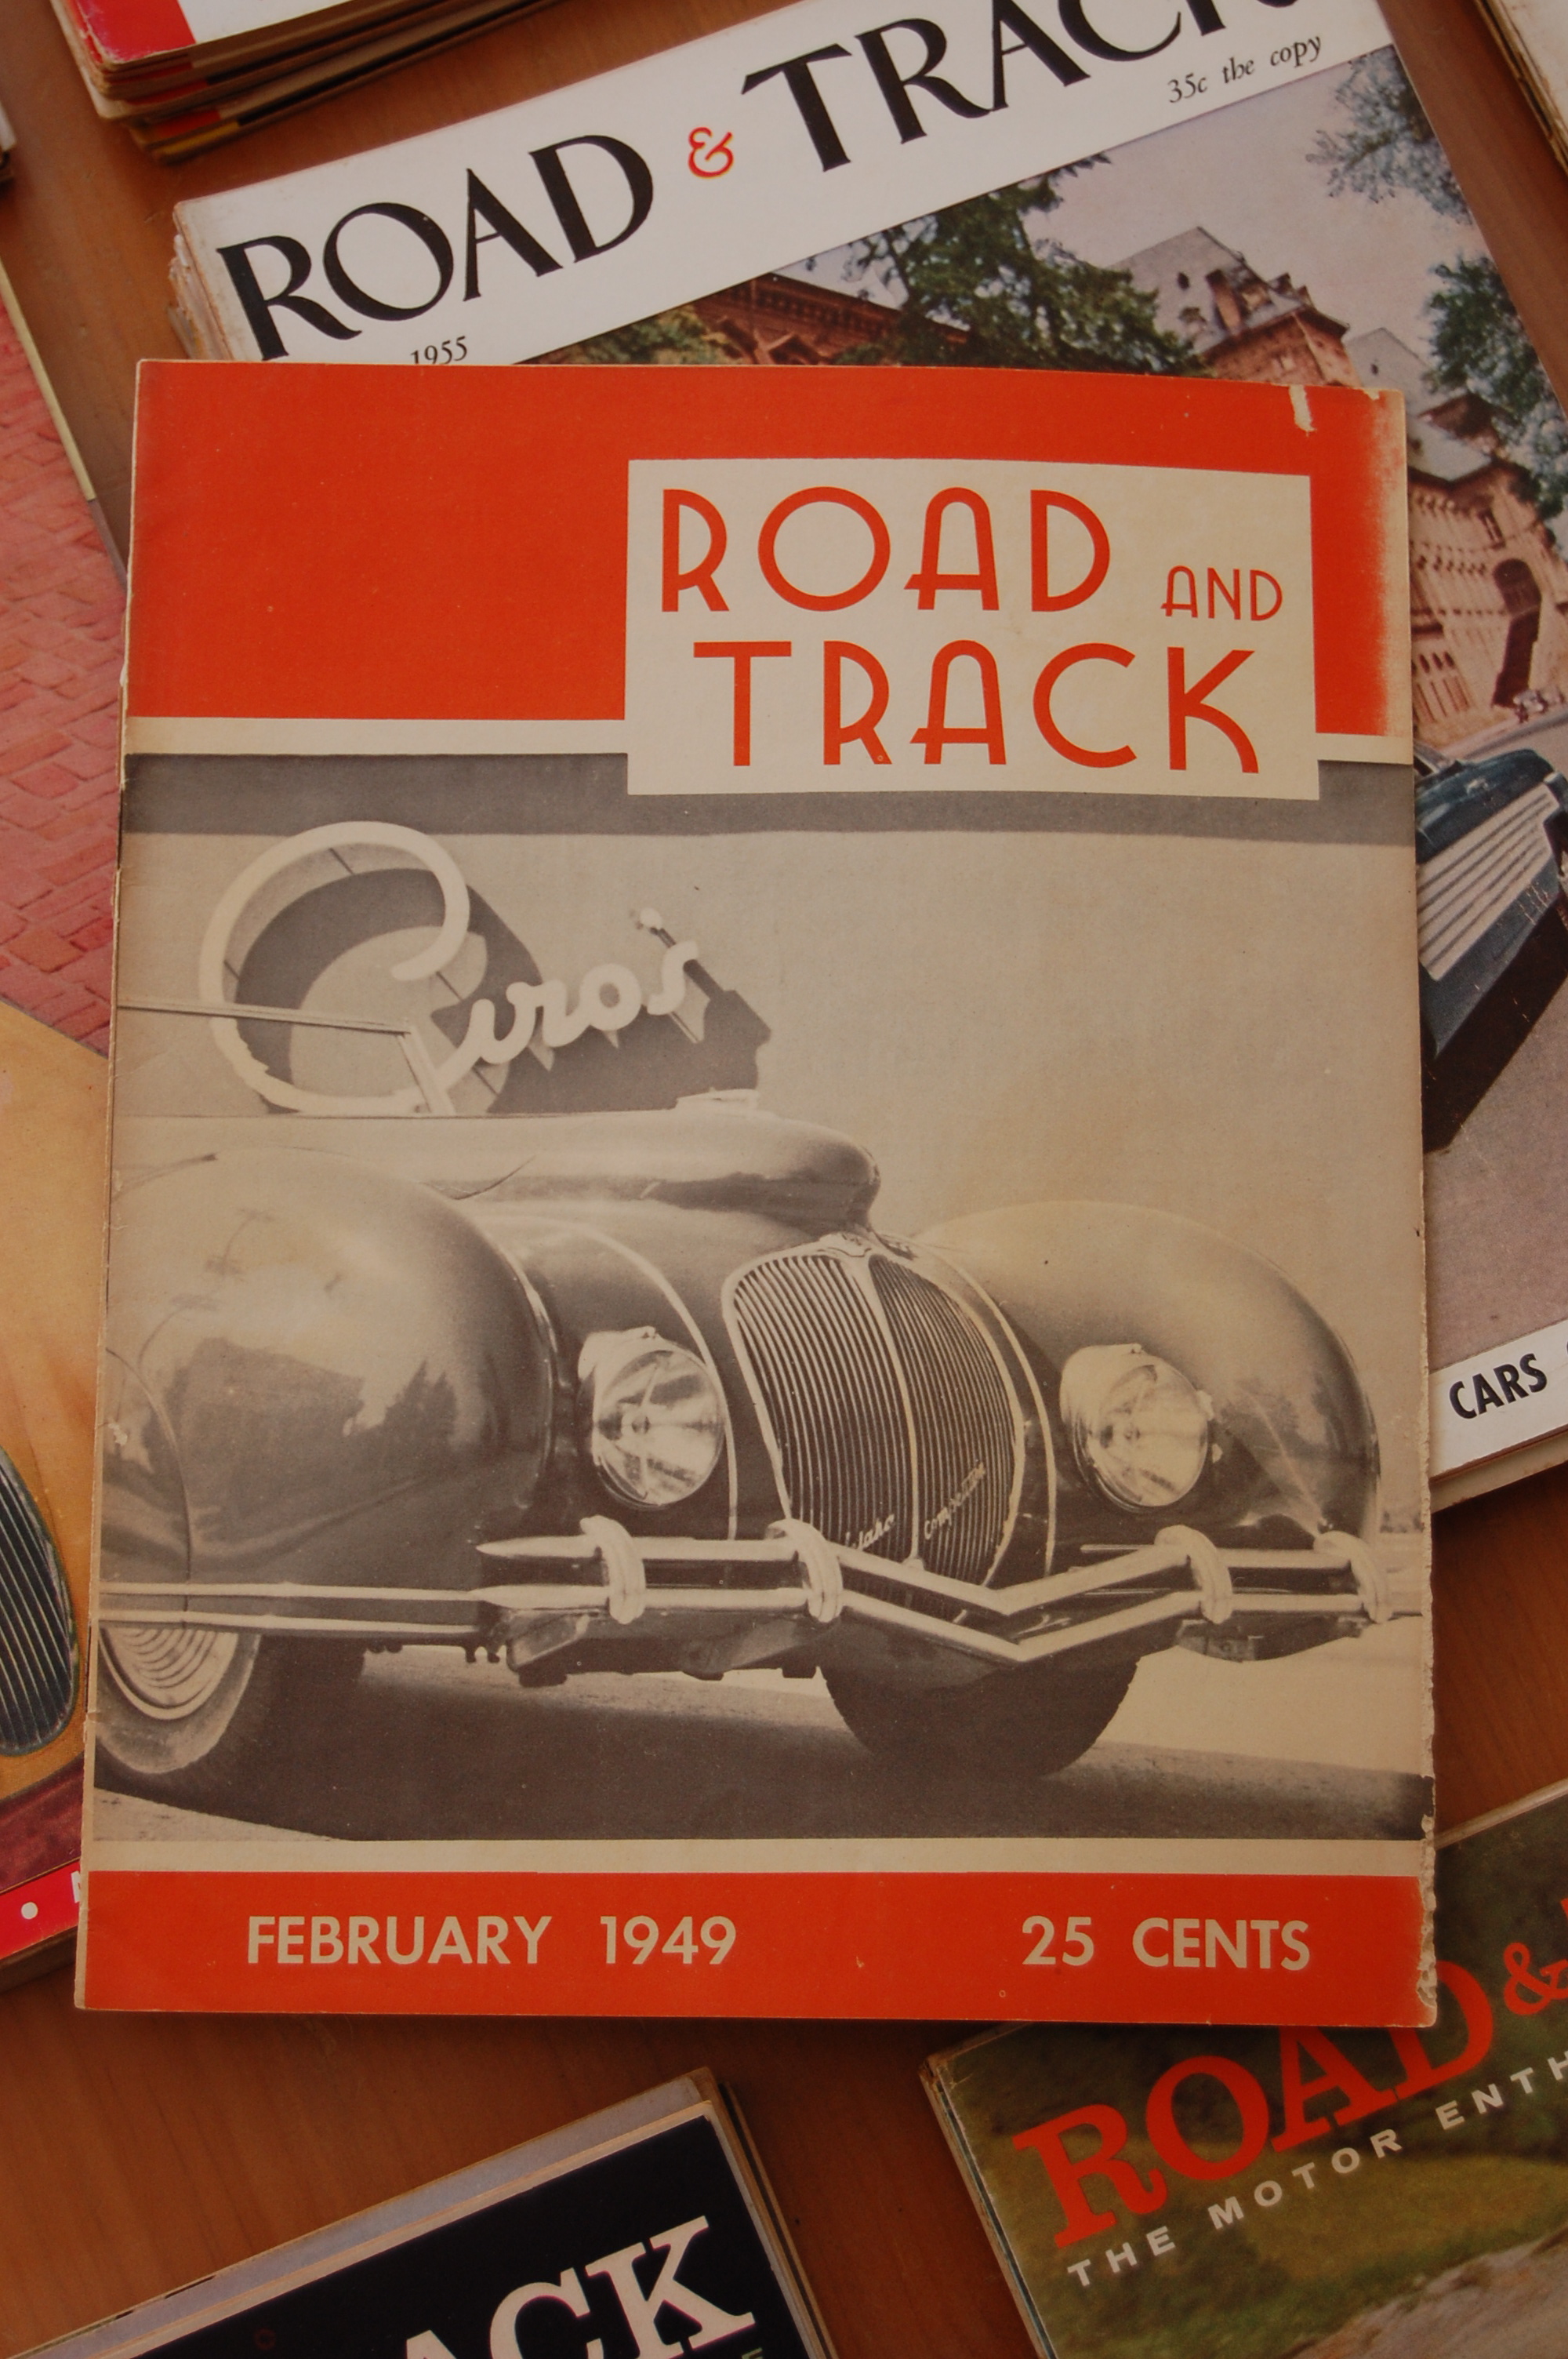 ROAD & TRACK
35c the copy
1955
ROAD AND
TRACK
Ciros
CARS
FEBRUARY 1949
25 CENTS
ROAD &
THE MOTOR ENTH
ACK